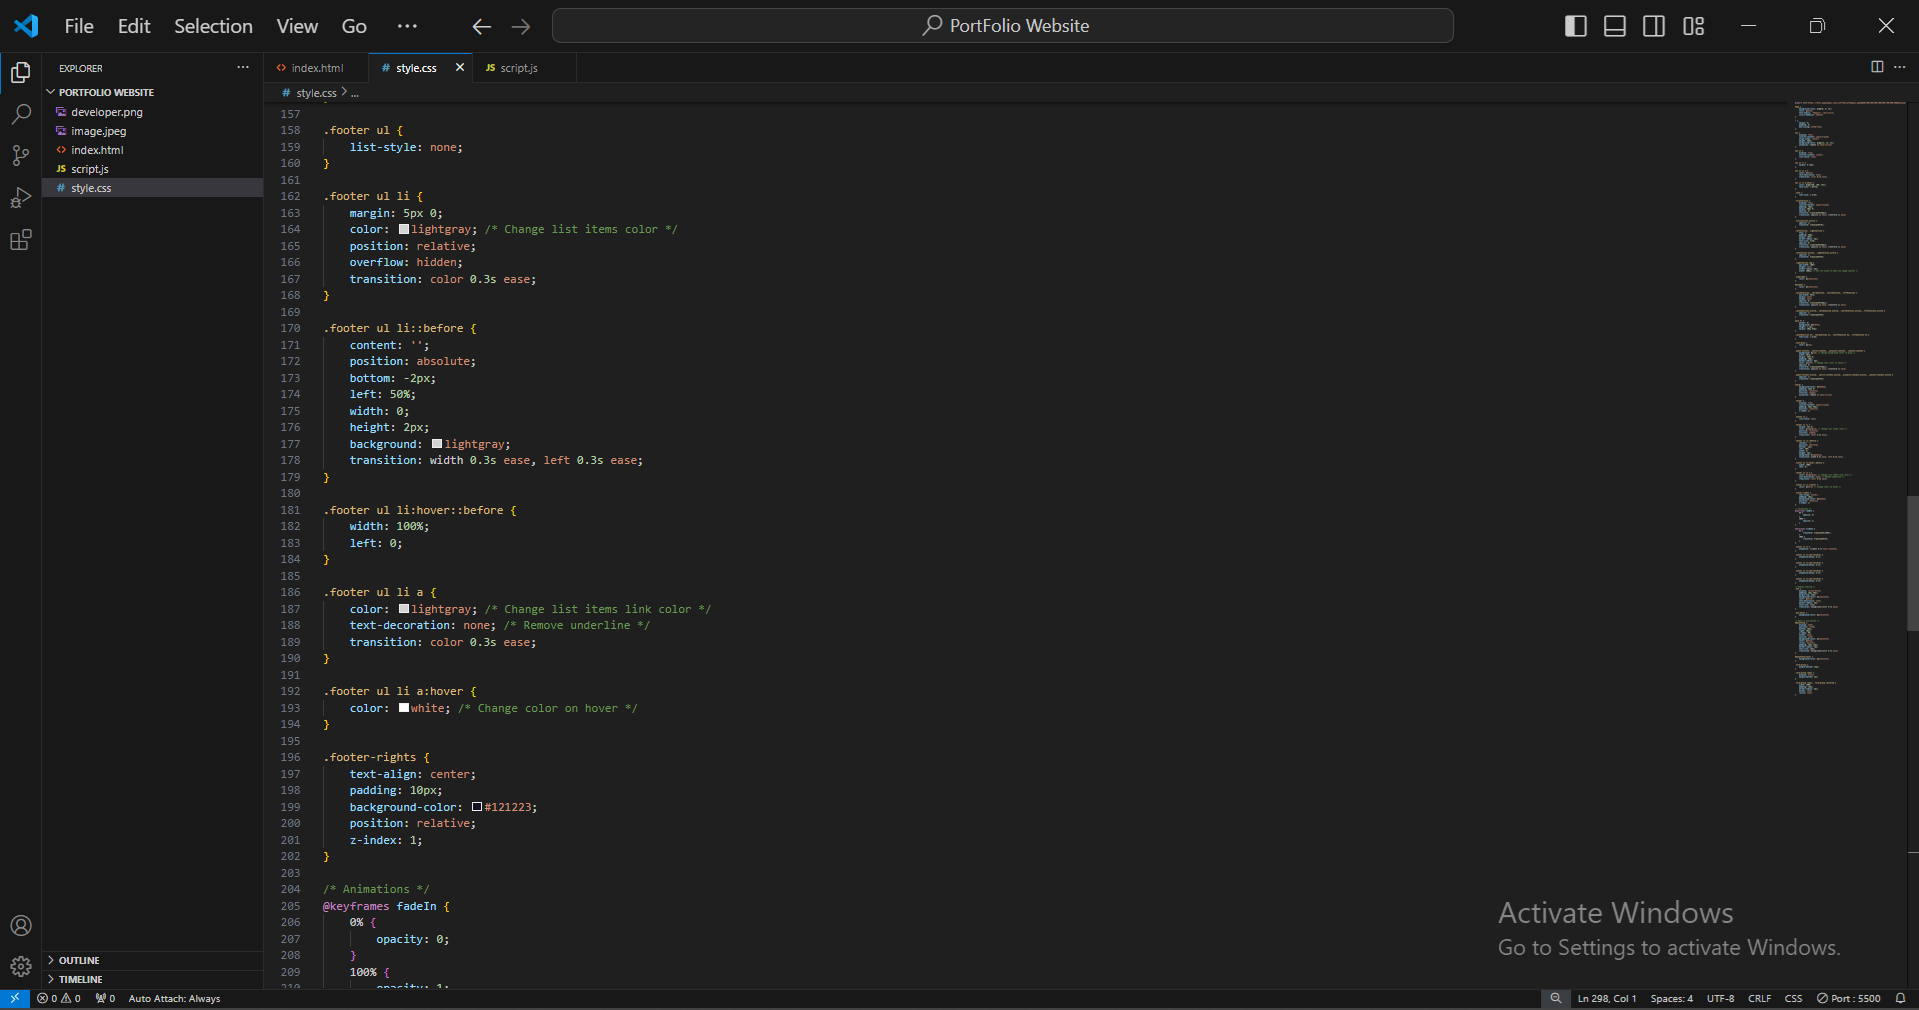 File Edit Selection View Go ··· PortFolio Website
EXPLORER ···
PORTFOLIO WEBSITE
developer.png
image.jpeg
<> index.html
JS script.js
# style.css
OUTLINE
TIMELINE
<> index.html # style.css JS script.js
# style.css > ...
157
158 .footer ul {
159 list-style: none;
160 }
161
162 .footer ul li {
163 margin: 5px 0;
164 color: lightgray; /* Change list items color */
165 position: relative;
166 overflow: hidden;
167 transition: color 0.3s ease;
168 }
169
170 .footer ul li::before {
171 content: '';
172 position: absolute;
173 bottom: -2px;
174 left: 50%;
175 width: 0;
176 height: 2px;
177 background: lightgray;
178 transition: width 0.3s ease, left 0.3s ease;
179 }
180
181 .footer ul li:hover::before {
182 width: 100%;
183 left: 0;
184 }
185
186 .footer ul li a {
187 color: lightgray; /* Change list items link color */
188 text-decoration: none; /* Remove underline */
189 transition: color 0.3s ease;
190 }
191
192 .footer ul li a:hover {
193 color: white; /* Change color on hover */
194 }
195
196 .footer-rights {
197 text-align: center;
198 padding: 10px;
199 background-color: #121223;
200 position: relative;
201 z-index: 1;
202 }
203
204 /* Animations */
205 @keyframes fadeIn {
206 0% {
207 opacity: 0;
208 }
209 100% {
210 opacity: 1;
Activate Windows
Go to Settings to activate Windows.
0 0 0 Auto Attach: Always Ln 298, Col 1 Spaces: 4 UTF-8 CRLF CSS Port : 5500